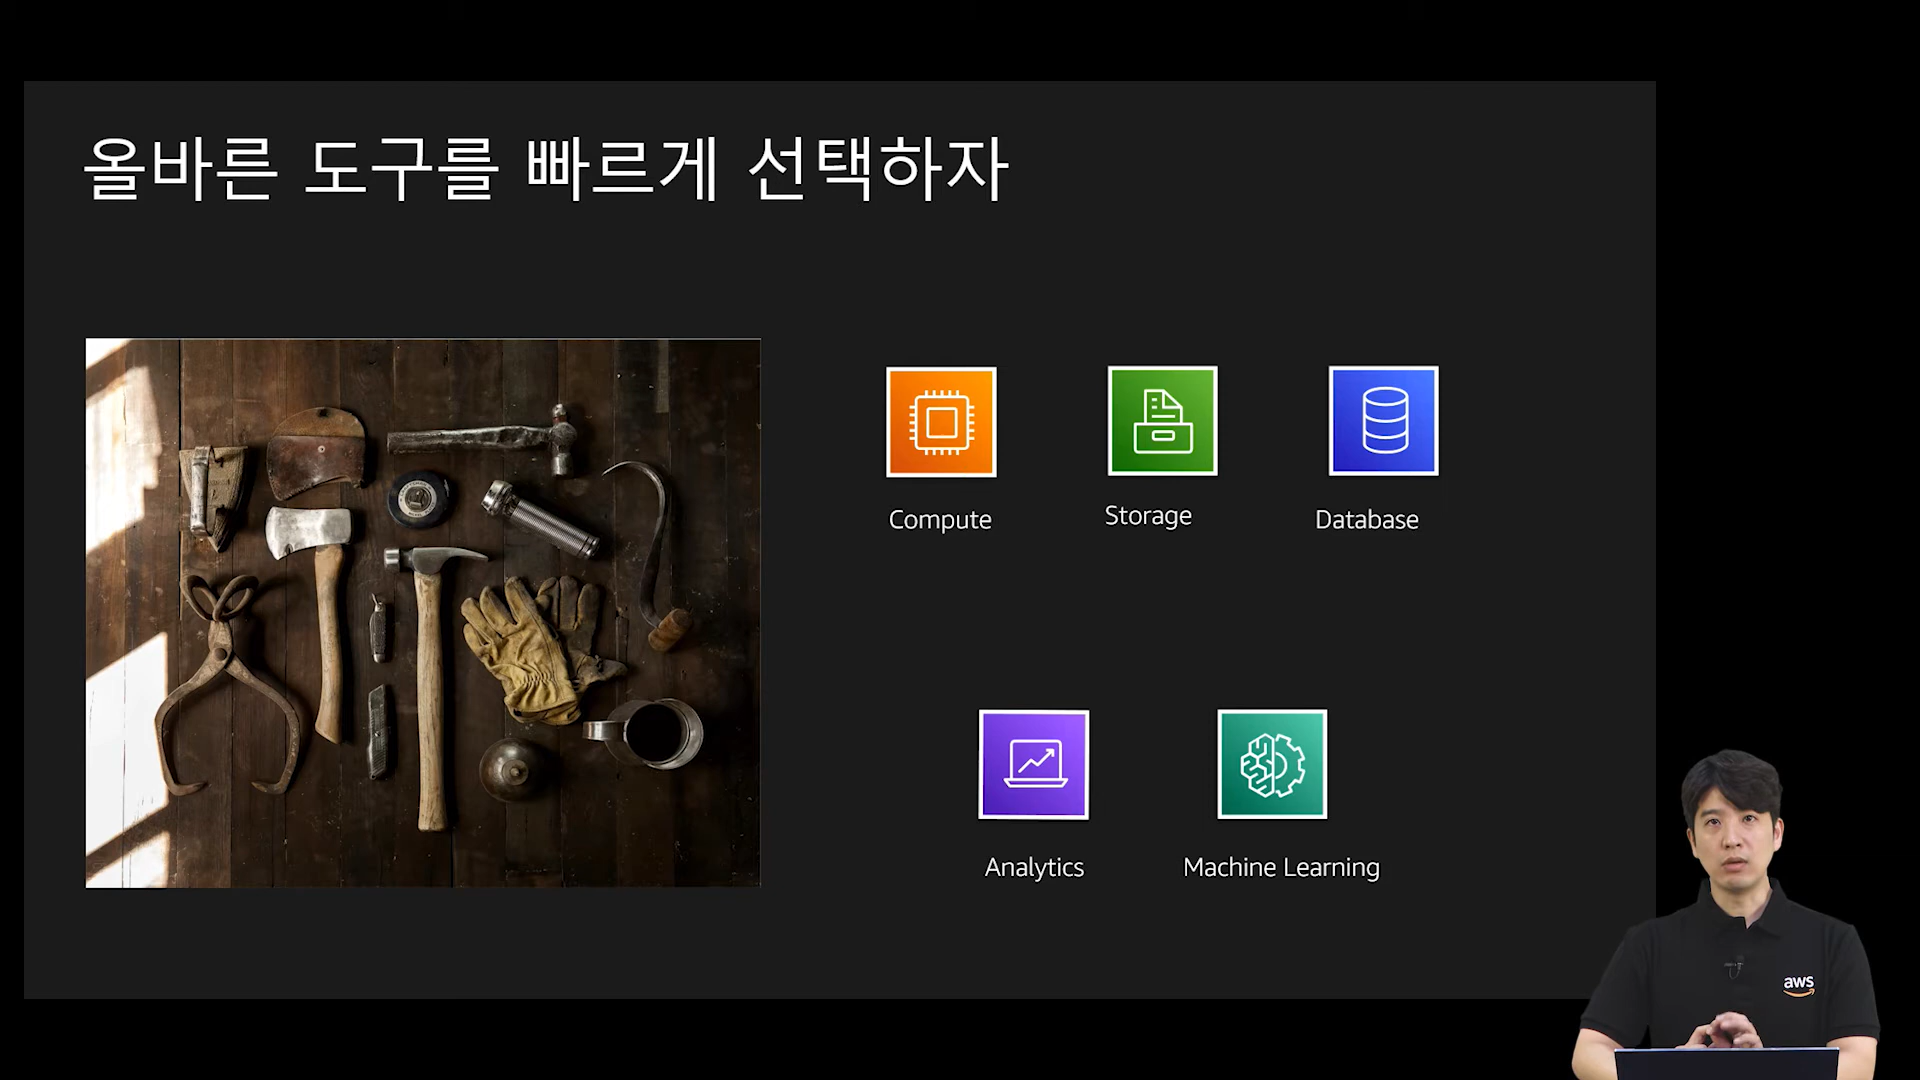 올바른 도구를 빠르게 선택하자
Compute
Storage
Database
Analytics
Machine Learning
aws